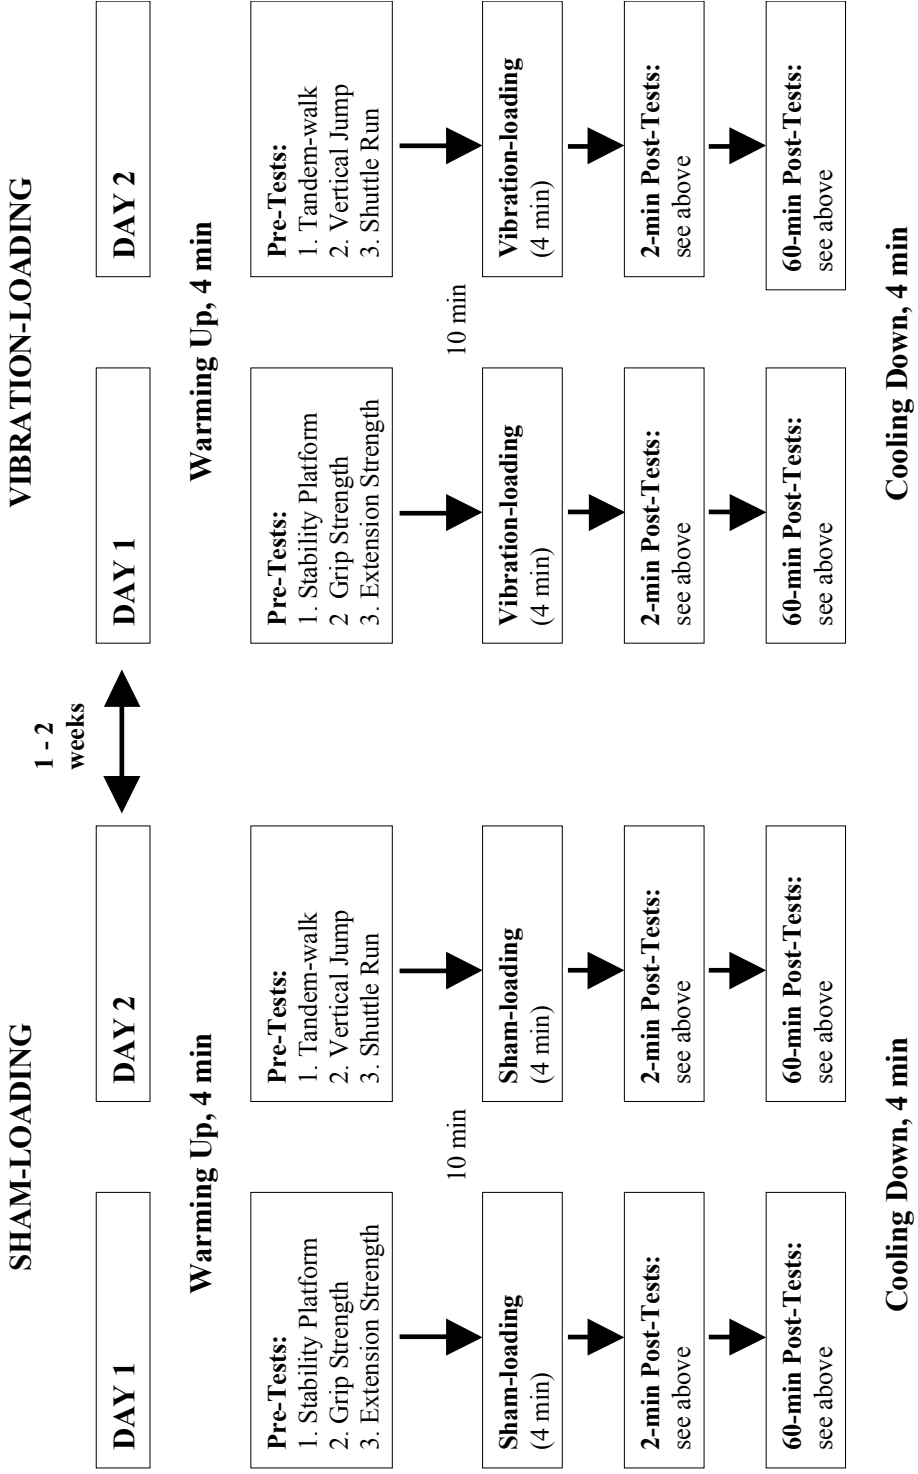 SHAM-LOADING
DAY 1
DAY 2
Warming Up, 4 min
Pre-Tests:
1. Stability Platform
2. Grip Strength
3. Extension Strength
Pre-Tests:
1. Tandem-walk
2. Vertical Jump
3. Shuttle Run
10 min
Sham-loading
(4 min)
Sham-loading
(4 min)
2-min Post-Tests:
see above
2-min Post-Tests:
see above
60-min Post-Tests:
see above
60-min Post-Tests:
see above
Cooling Down, 4 min
1 - 2
weeks
VIBRATION-LOADING
DAY 1
DAY 2
Warming Up, 4 min
Pre-Tests:
1. Stability Platform
2 Grip Strength
3. Extension Strength
Pre-Tests:
1. Tandem-walk
2. Vertical Jump
3. Shuttle Run
10 min
Vibration-loading
(4 min)
Vibration-loading
(4 min)
2-min Post-Tests:
see above
2-min Post-Tests:
see above
60-min Post-Tests:
see above
60-min Post-Tests:
see above
Cooling Down, 4 min